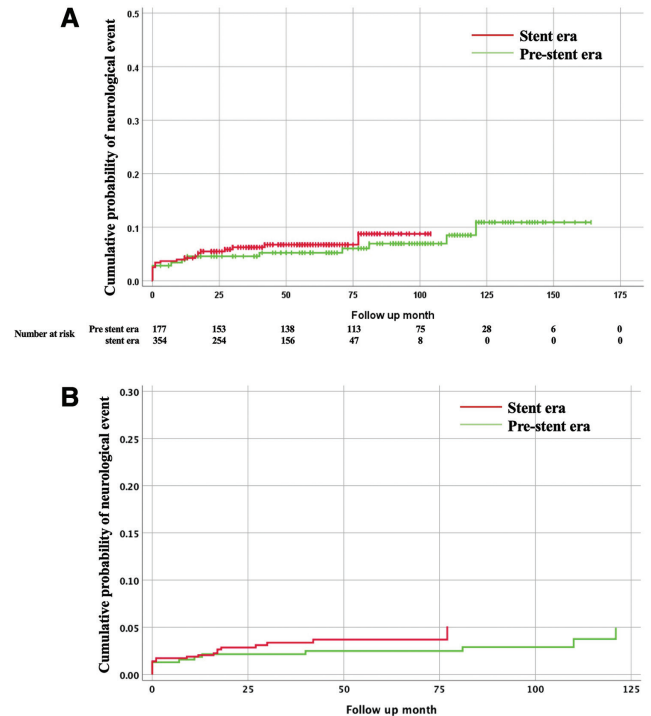 A
Cumulative probability of neurological event
0.5
0.4
0.3
0.2
0.1
0.0
Stent era
Pre-stent era
0 25 50 75 100 125 150 175
Follow up month
Number at risk
Pre stent era 177 153 138 113 75 28 6 0
stent era 354 254 156 47 8 0 0 0
B
Cumulative probability of neurological event
0.30
0.25
0.20
0.15
0.10
0.05
0.00
Stent era
Pre-stent era
0 25 50 75 100 125
Follow up month